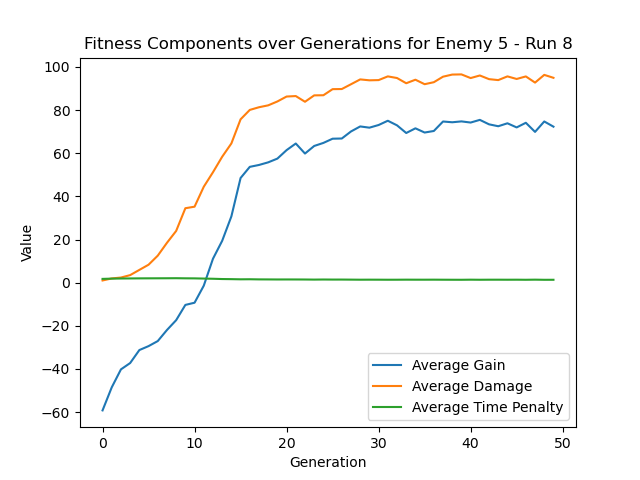 Fitness Components over Generations for Enemy 5 - Run 8
100
80
60
40
20
0
−20
−40
−60
Value
0 10 20 30 40 50
Generation
Average Gain
Average Damage
Average Time Penalty